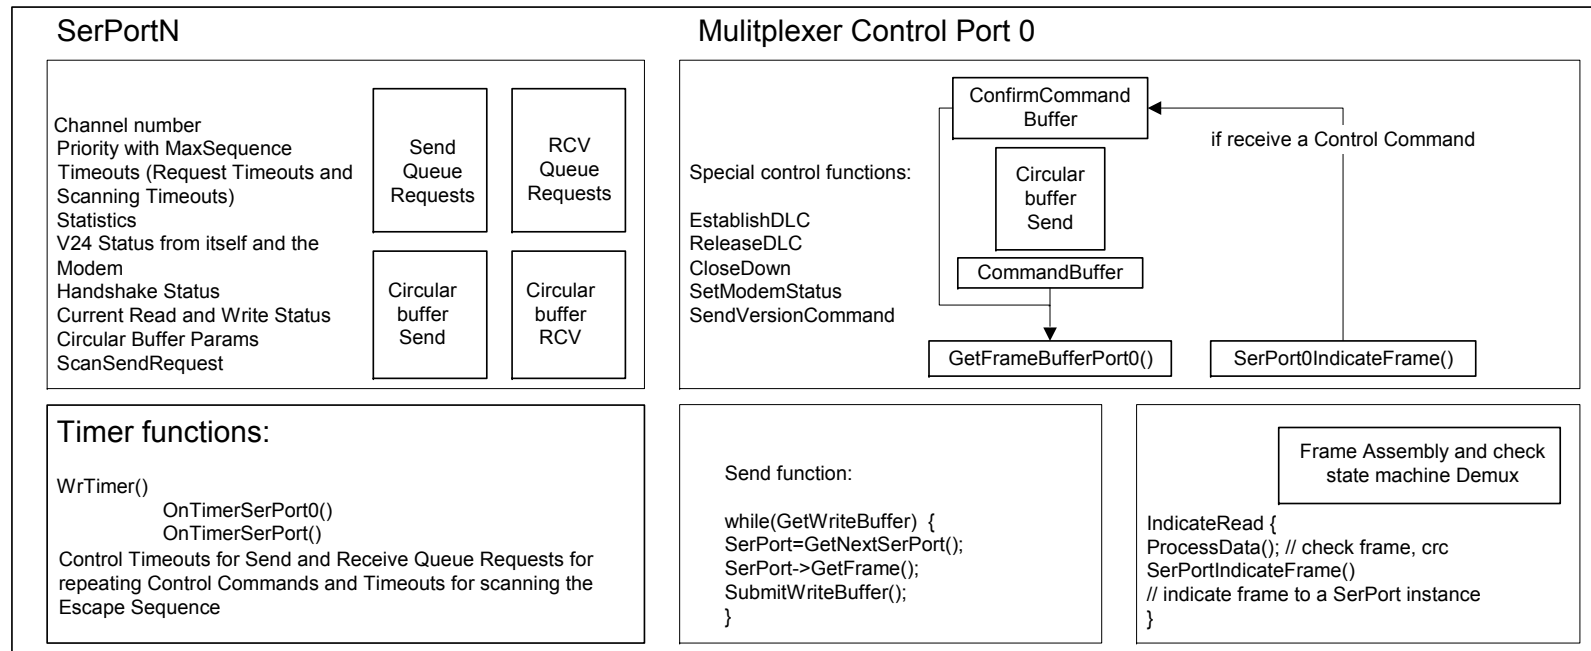 SerPortN
Channel number
Priority with MaxSequence
Timeouts (Request Timeouts and
Scanning Timeouts)
Statistics
V24 Status from itself and the
Modem
Handshake Status
Current Read and Write Status
Circular Buffer Params
ScanSendRequest
Send
Queue
Requests
RCV
Queue
Requests
Circular
buffer
Send
Circular
buffer
RCV
Mulitplexer Control Port 0
Special control functions:
EstablishDLC
ReleaseDLC
CloseDown
SetModemStatus
SendVersionCommand
ConfirmCommand
Buffer
Circular
buffer
Send
CommandBuffer
GetFrameBufferPort0()
if receive a Control Command
SerPort0IndicateFrame()
Timer functions:
WrTimer()
OnTimerSerPort0()
OnTimerSerPort()
Control Timeouts for Send and Receive Queue Requests for
repeating Control Commands and Timeouts for scanning the
Escape Sequence
Send function:
while(GetWriteBuffer) {
SerPort=GetNextSerPort();
SerPort->GetFrame();
SubmitWriteBuffer();
}
Frame Assembly and check
state machine Demux
IndicateRead {
ProcessData(); // check frame, crc
SerPortIndicateFrame()
// indicate frame to a SerPort instance
}